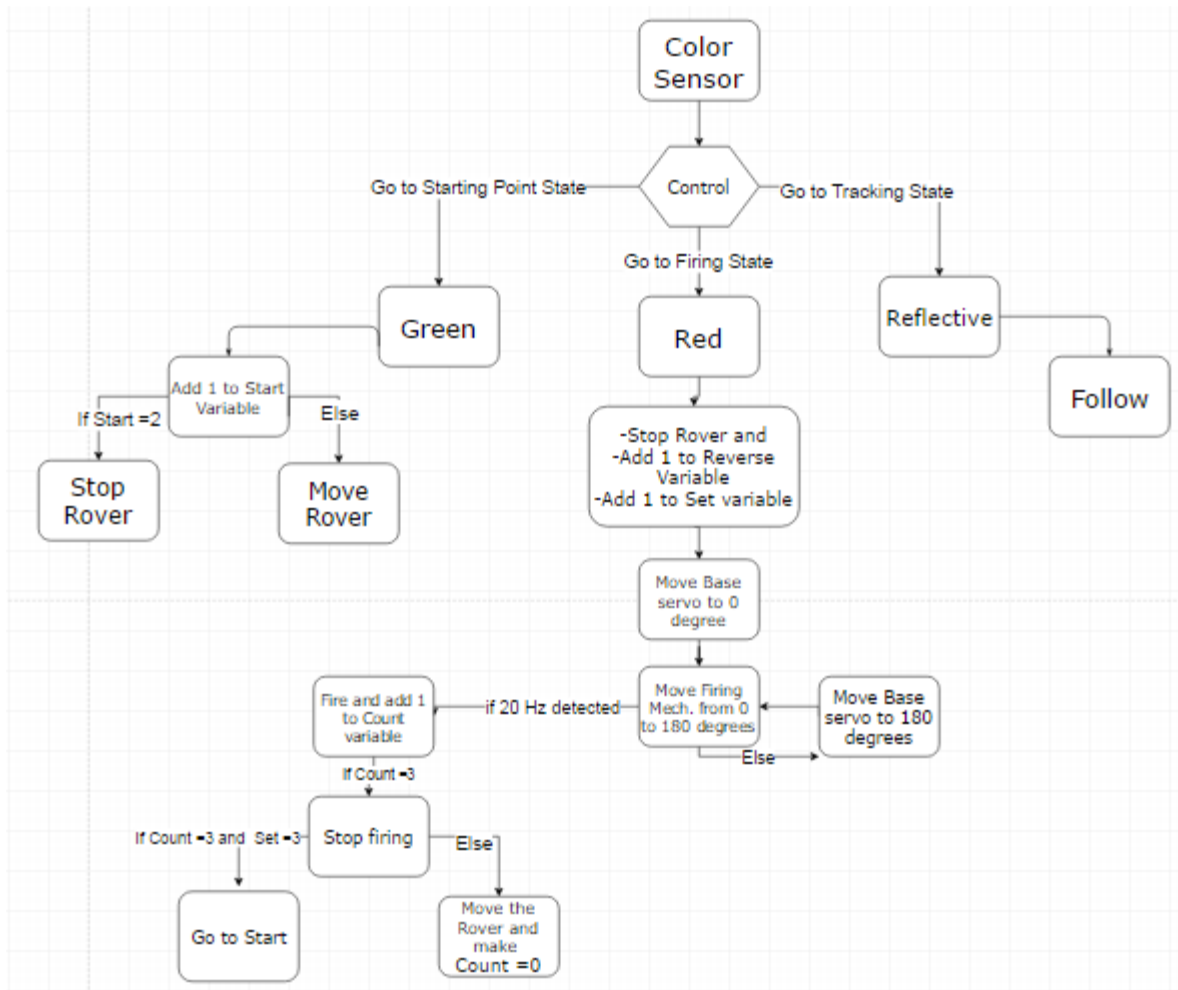 Color
Sensor
Control
Go to Starting Point State
Go to Tracking State
Go to Firing State
Green
Red
Reflective
Follow
Add 1 to Start
Variable
If Start =2
Else
Stop
Rover
Move
Rover
-Stop Rover and
-Add 1 to Reverse
Variable
-Add 1 to Set variable
Move Base
servo to 0
degree
Move Firing
Mech. from 0
to 180 degrees
Move Base
servo to 180
degrees
Else
if 20 Hz detected
Fire and add 1
to Count
variable
If Count =3
Stop firing
If Count =3 and Set =3
Else
Go to Start
Move the
Rover and
make
Count =0